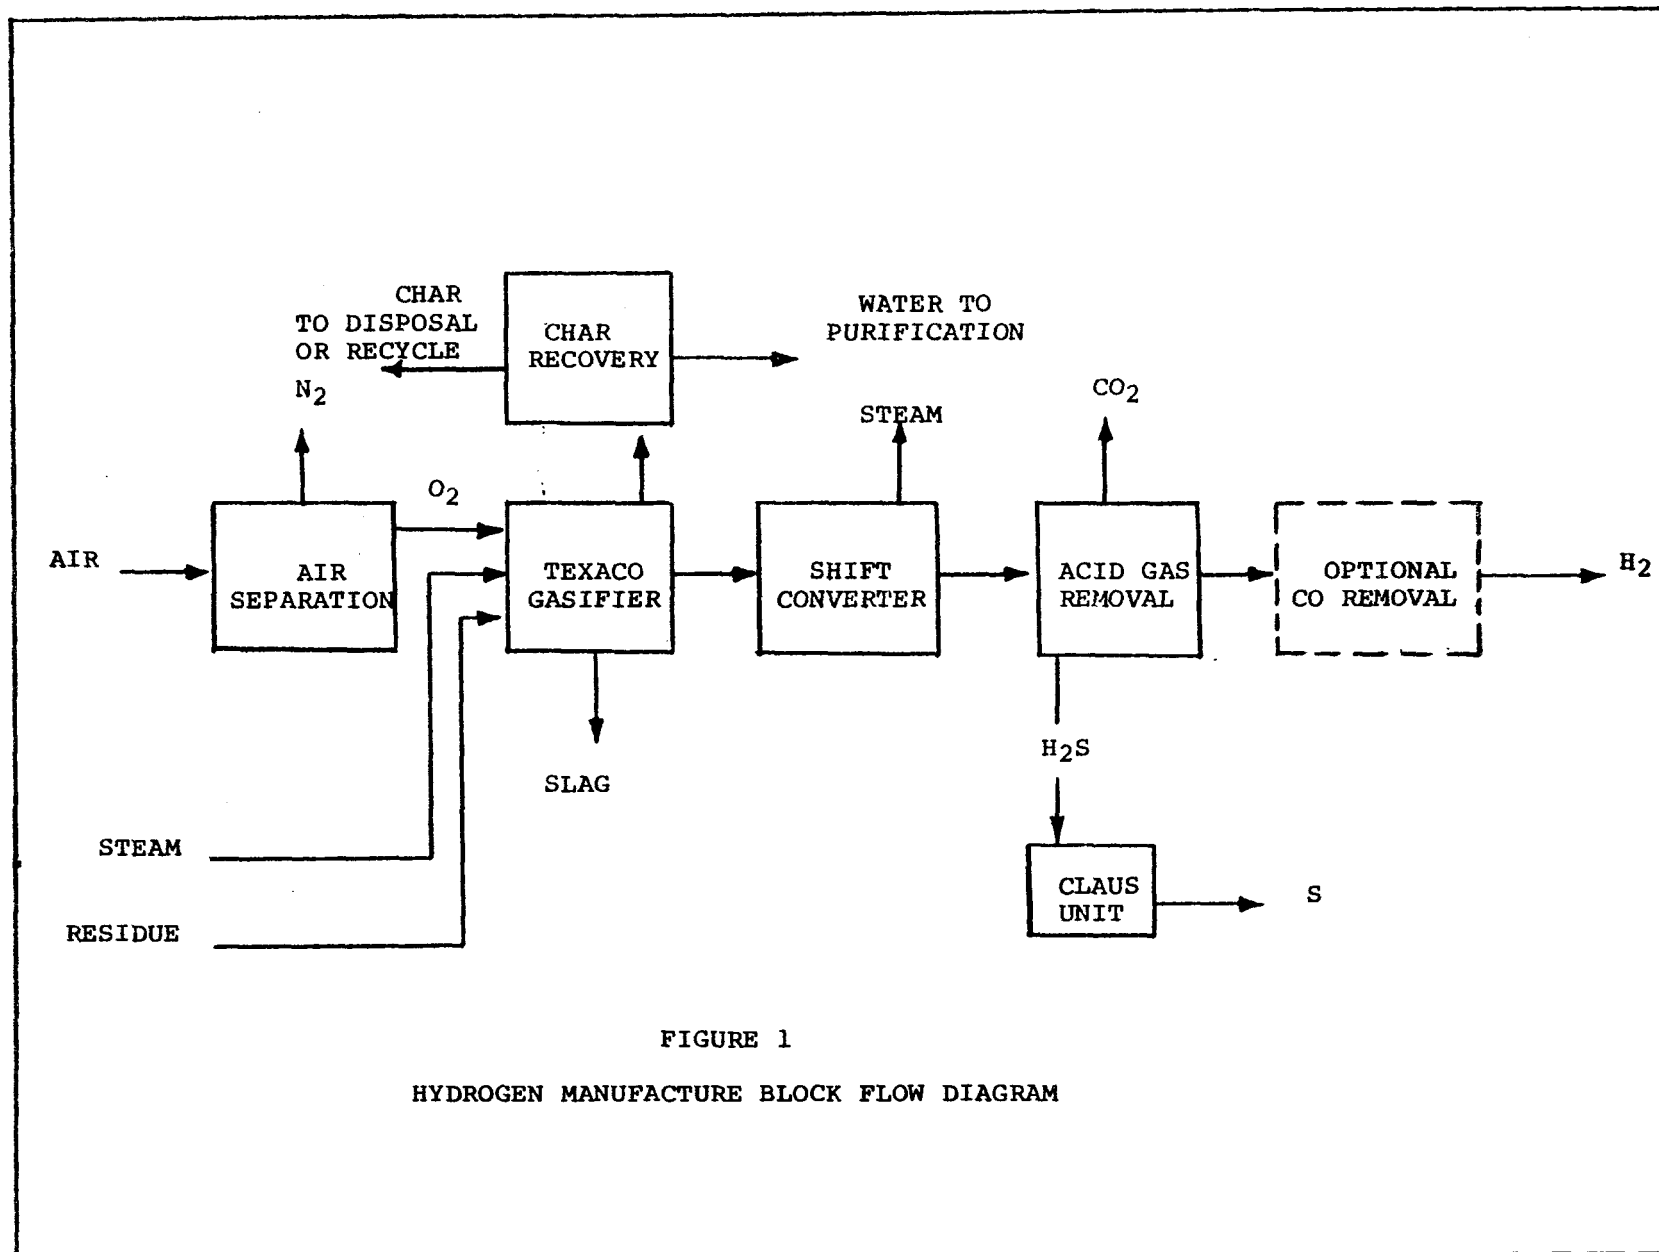 CHAR
TO DISPOSAL
OR RECYCLE
CHAR
RECOVERY
WATER TO
PURIFICATION
N2
STEAM
CO2
O2
AIR
AIR
SEPARATION
TEXACO
GASIFIER
SHIFT
CONVERTER
ACID GAS
REMOVAL
OPTIONAL
CO REMOVAL
H2
H2S
SLAG
STEAM
CLAUS
UNIT
S
RESIDUE
FIGURE 1
HYDROGEN MANUFACTURE BLOCK FLOW DIAGRAM